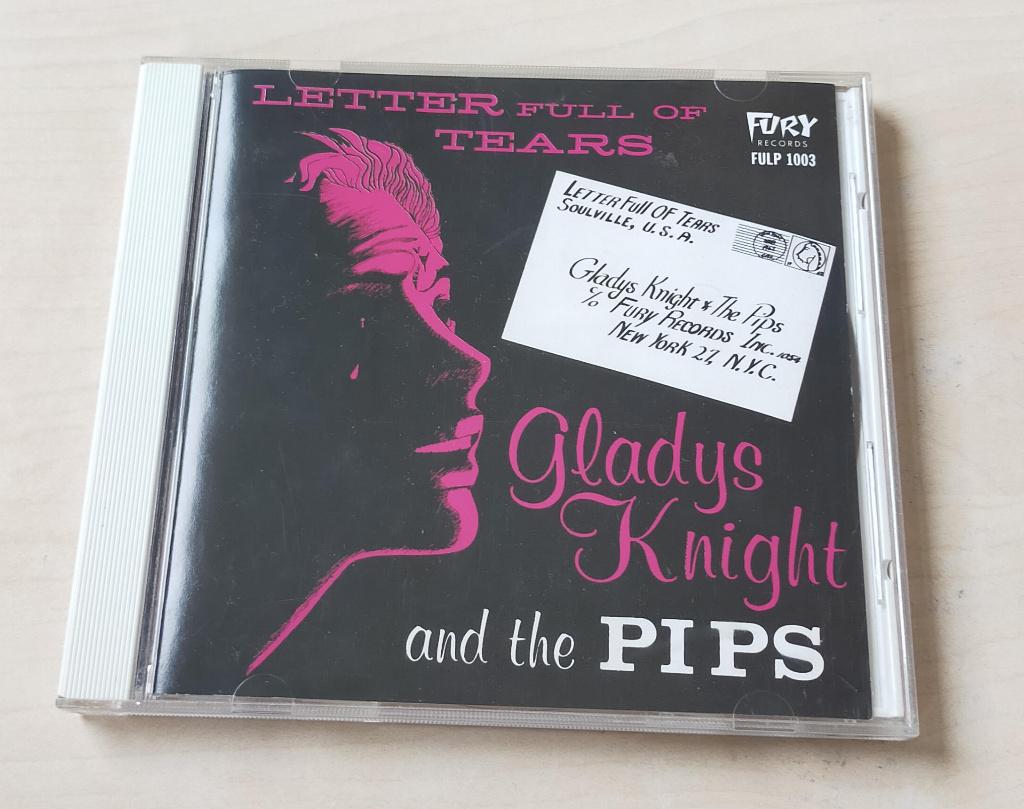 LETTER FULL OF
TEARS
FURY
RECORDS
FULP 1003
LETTER FULL OF TEARS
SOULVILLE, U.S.A.
Gladys Knight & The Pips
c/o FURY RECORDS INC. 1054
NEW YORK 27, N.Y.C.
Gladys
Knight
and the PIPS